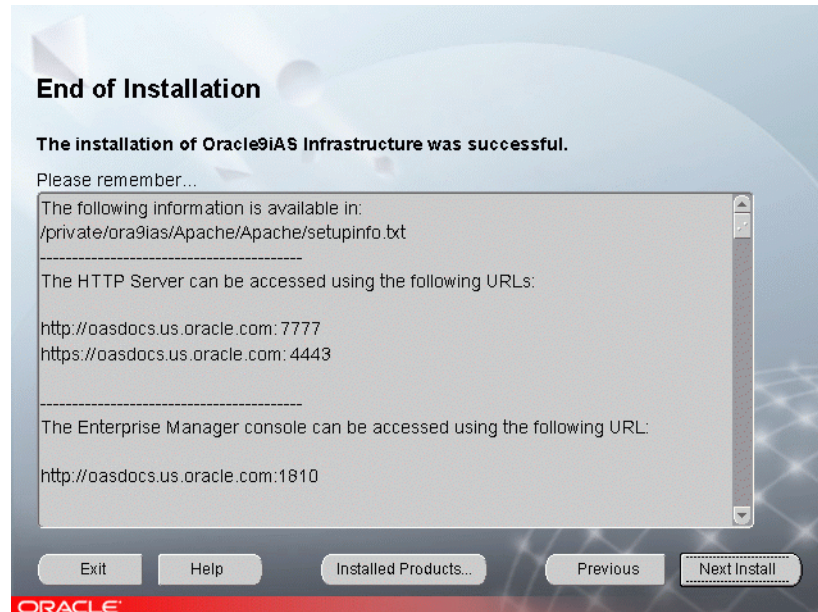 End of Installation
The installation of Oracle9iAS Infrastructure was successful.
Please remember...
The following information is available in:
/private/ora9ias/Apache/Apache/setupinfo.txt
-----------------------------------------
The HTTP Server can be accessed using the following URLs:
http://oasdocs.us.oracle.com:7777
https://oasdocs.us.oracle.com:4443
-----------------------------------------
The Enterprise Manager console can be accessed using the following URL:
http://oasdocs.us.oracle.com:1810
Exit Help Installed Products... Previous Next Install
ORACLE